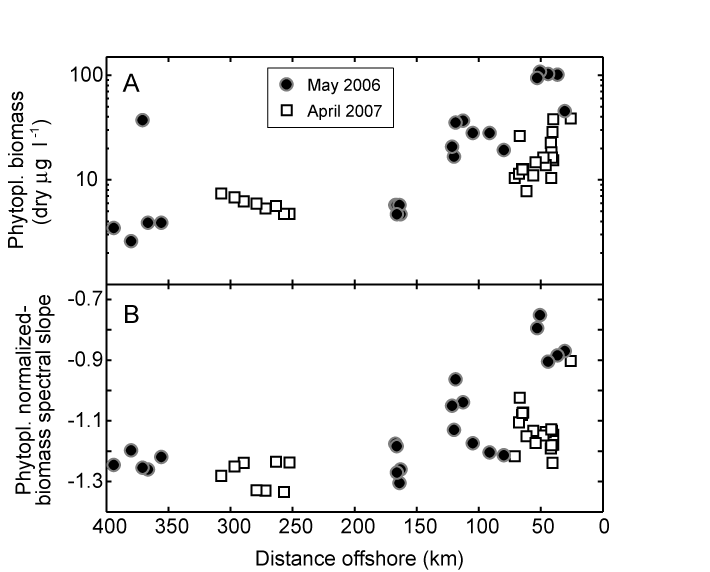 A
May 2006
April 2007
100
10
Phytopl. biomass
(dry μg l⁻¹)
B
-0.7
-0.9
-1.1
-1.3
Phytopl. normalized-
biomass spectral slope
400 350 300 250 200 150 100 50 0
Distance offshore (km)